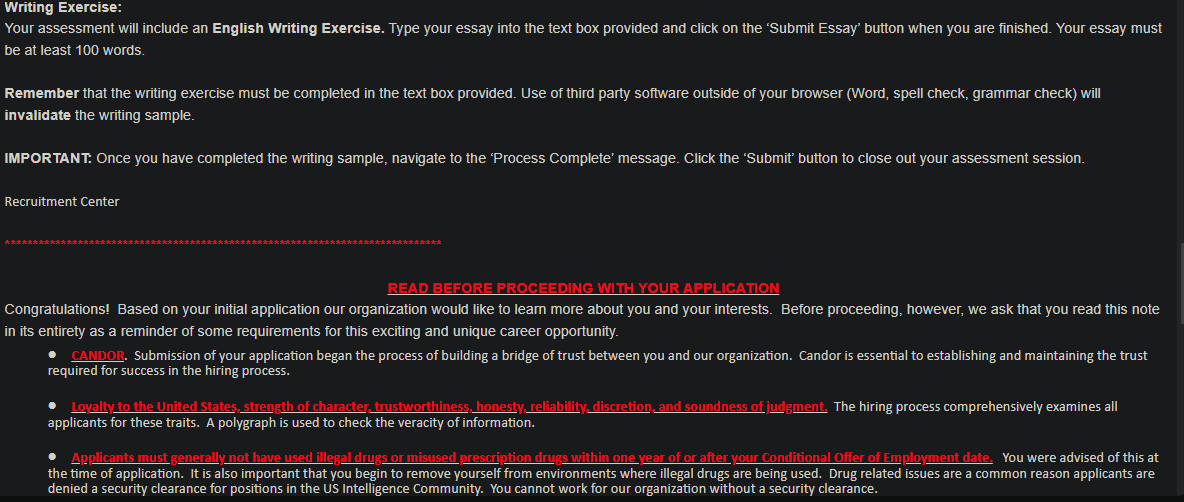 Writing Exercise:
Your assessment will include an English Writing Exercise. Type your essay into the text box provided and click on the ‘Submit Essay’ button when you are finished. Your essay must
be at least 100 words.
Remember that the writing exercise must be completed in the text box provided. Use of third party software outside of your browser (Word, spell check, grammar check) will
invalidate the writing sample.
IMPORTANT: Once you have completed the writing sample, navigate to the ‘Process Complete’ message. Click the ‘Submit’ button to close out your assessment session.
Recruitment Center
******************************************************************************
READ BEFORE PROCEEDING WITH YOUR APPLICATION
Congratulations! Based on your initial application our organization would like to learn more about you and your interests. Before proceeding, however, we ask that you read this note
in its entirety as a reminder of some requirements for this exciting and unique career opportunity.
● CANDOR. Submission of your application began the process of building a bridge of trust between you and our organization. Candor is essential to establishing and maintaining the trust
required for success in the hiring process.
● Loyalty to the United States, strength of character, trustworthiness, honesty, reliability, discretion, and soundness of judgment. The hiring process comprehensively examines all
applicants for these traits. A polygraph is used to check the veracity of information.
● Applicants must generally not have used illegal drugs or misused prescription drugs within one year of or after your Conditional Offer of Employment date. You were advised of this at
the time of application. It is also important that you begin to remove yourself from environments where illegal drugs are being used. Drug related issues are a common reason applicants are
denied a security clearance for positions in the US Intelligence Community. You cannot work for our organization without a security clearance.